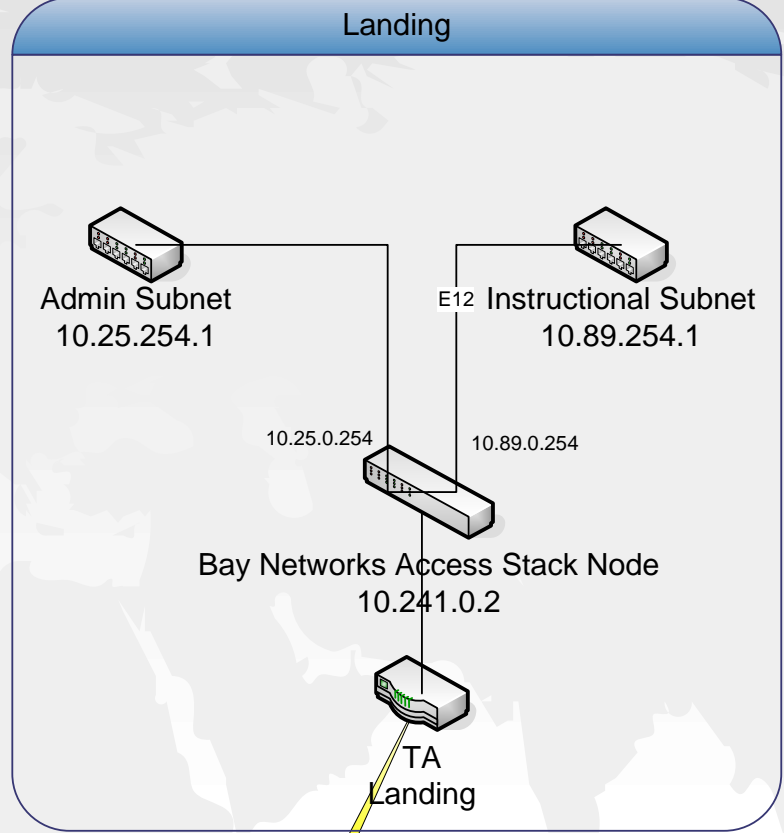 Landing
Admin Subnet
10.25.254.1
E12
Instructional Subnet
10.89.254.1
10.25.0.254
10.89.0.254
Bay Networks Access Stack Node
10.241.0.2
TA
Landing